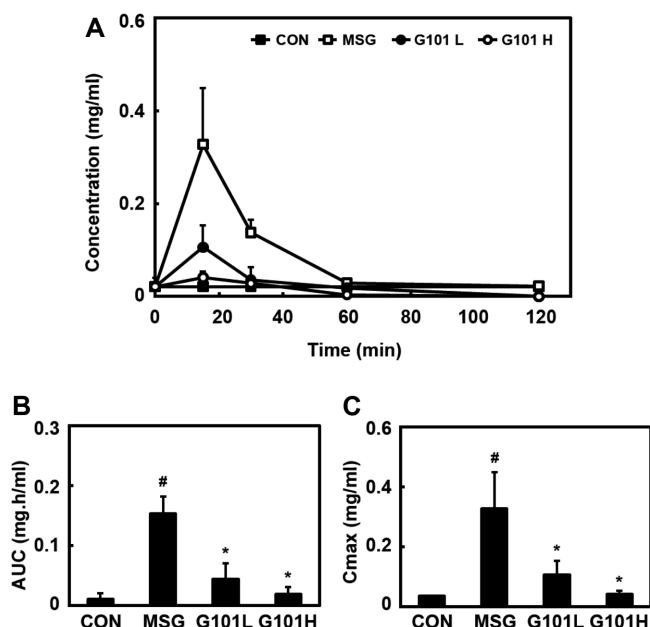 A
0.6
CON MSG G101 L G101 H
0.4
0.2
0
Concentration (mg/ml)
0 20 40 60 80 100 120
Time (min)
B
0.3
0.2
0.1
0
AUC (mg.h/ml)
#
*
*
CON MSG G101L G101H
C
0.6
0.4
0.2
0
Cmax (mg/ml)
#
*
*
CON MSG G101L G101H